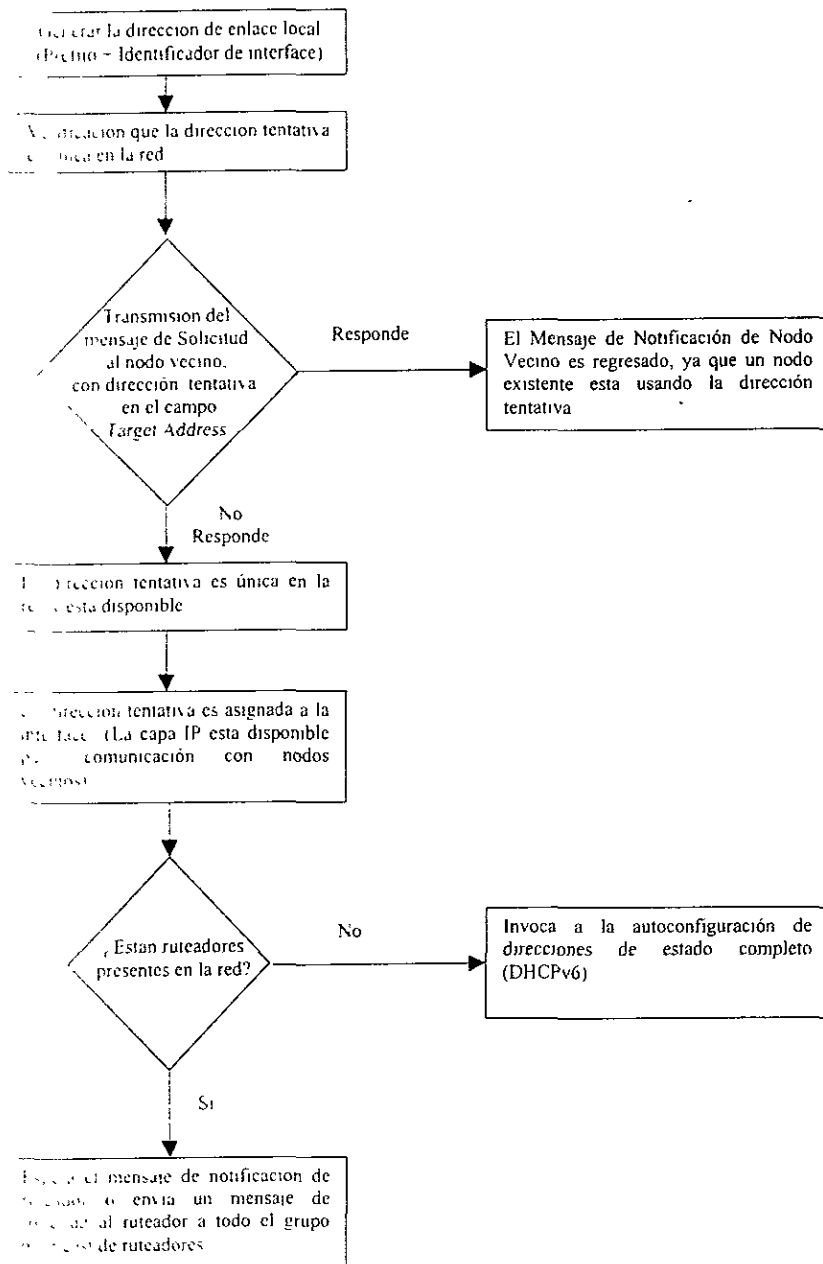 la direccion de enlace local
Identificador de interface)
que la direccion tentativa
en la red
Transmision del
mensaje de Solicitud
al nodo vecino,
con dirección tentativa
en el campo
Target Address
Responde
El Mensaje de Notificación de Nodo
Vecino es regresado, ya que un nodo
existente esta usando la dirección
tentativa
No
Responde
direccion tentativa es única en la
esta disponible
direccion tentativa es asignada a la
(La capa IP esta disponible
comunicación con nodos
¿Estan ruteadores
presentes en la red?
No
Invoca a la autoconfiguración de
direcciones de estado completo
(DHCPv6)
Si
el mensaje de notificacion de
o envia un mensaje de
al ruteador a todo el grupo
de ruteadores